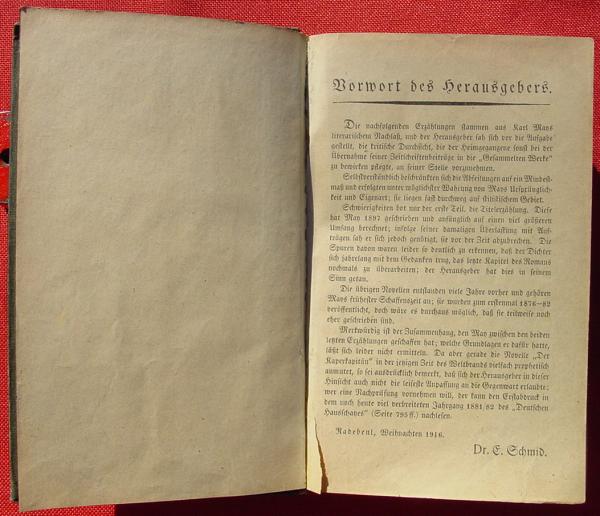 Vorwort des Herausgebers.
Die nachfolgenden Erzählungen stammen aus Karl Mays
literarischen Nachlaß, und der Herausgeber sah sich vor die Aufgabe
gestellt, die kritische Durchsicht, die der Heimgegangene sonst bei der
Übernahme seiner Zeitschriftenbeiträge in die „Gesammelten Werke“
zu bewirken pflegte, an seiner Stelle vorzunehmen.
Selbstverständlich beschränkten sich die Abfeilungen auf ein Mindest-
maß und erfolgten unter möglichster Wahrung von Mays Ursprünglich-
keit und Eigenart; sie liegen fast durchweg auf stilistischem Gebiet.
Schwierigkeiten bot nur der erste Teil, die Titelerzählung. Diese
hat May 1897 geschrieben und anfänglich auf einen viel größeren
Umfang berechnet; infolge seiner damaligen Überlastung mit Auf-
trägen sah er sich jedoch genötigt, sie vor der Zeit abzubrechen. Die
Spuren davon waren leider so deutlich zu erkennen, daß der Dichter
sich jahrelang mit dem Gedanken trug, das letzte Kapitel des Romans
nochmals zu überarbeiten; der Herausgeber hat dies in seinem
Sinn getan.
Die übrigen Novellen entstanden viele Jahre vorher und gehören
Mays frühester Schaffenszeit an; sie wurden zum erstenmal 1876–82
veröffentlicht, doch wäre es durchaus möglich, daß sie teilweise noch
eher geschrieben sind.
Merkwürdig ist der Zusammenhang, den May zwischen den beiden
letzten Erzählungen geschaffen hat; welche Grundlagen er dafür hatte,
läßt sich leider nicht ermitteln. Da aber gerade die Novelle „Der
Kaperkapitän“ in der jetzigen Zeit des Weltbrands vielfach prophetisch
anmutet, so sei ausdrücklich bemerkt, daß sich der Herausgeber in dieser
Hinsicht auch nicht die leiseste Anpassung an die Gegenwart erlaubte;
wer eine Nachprüfung vornehmen will, der kann den Erstabdruck in
dem noch heute viel verbreiteten Jahrgang 1881/82 des „Deutschen
Hausschatzes“ (Seite 795 ff.) nachlesen.
Radebeul, Weihnachten 1916.
Dr. E. Schmid.